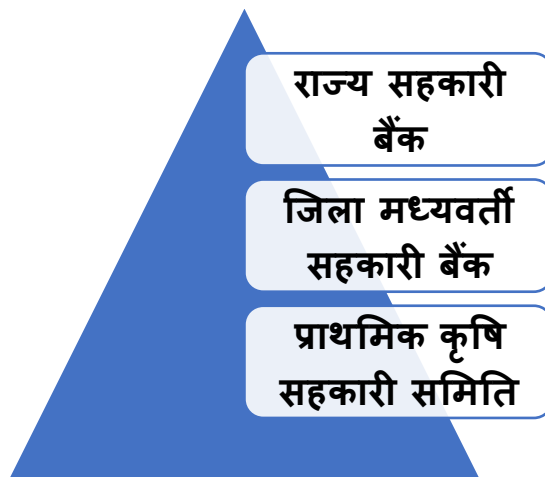 राज्य सहकारी
बैंक
जिला मध्यवर्ती
सहकारी बैंक
प्राथमिक कृषि
सहकारी समिति